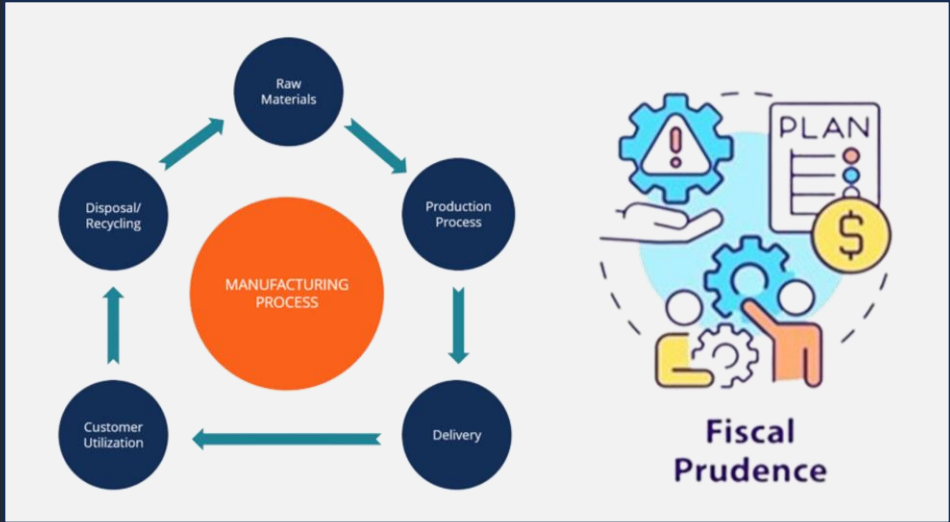 Raw
Materials
Production
Process
Delivery
Customer
Utilization
Disposal/
Recycling
MANUFACTURING
PROCESS
!
PLAN
$
Fiscal
Prudence